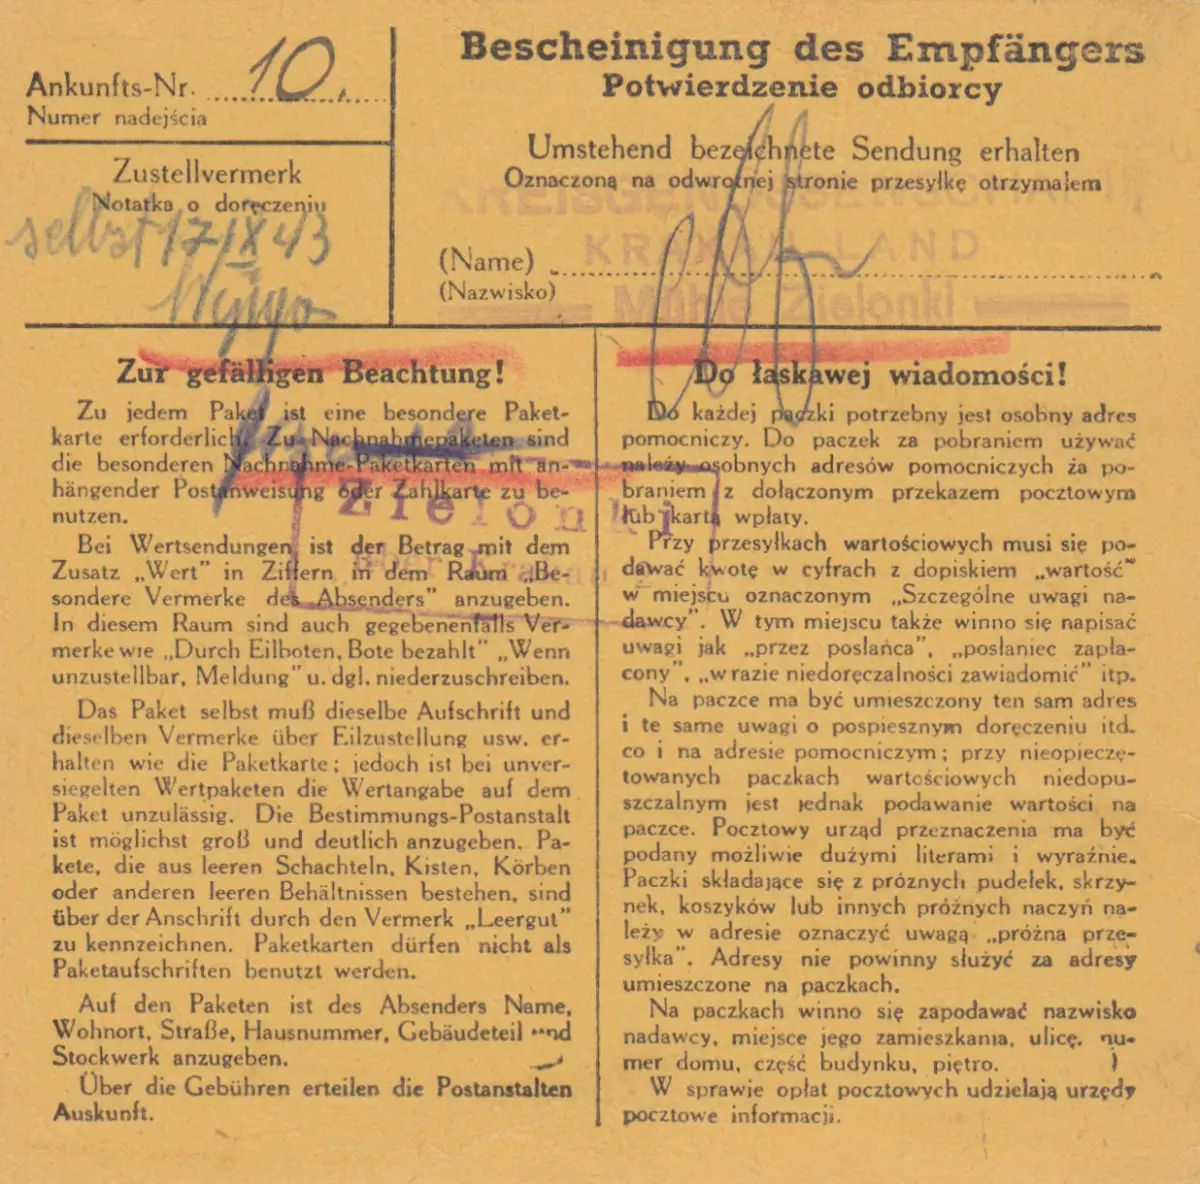 Ankunfts-Nr. 10.
Numer nadejścia
Zustellvermerk
Notatka o doręczeniu
selbst 17 IX 43
Bescheinigung des Empfängers
Potwierdzenie odbiorcy
Umstehend bezeichnete Sendung erhalten
Oznaczoną na odwrotnej stronie przesyłkę otrzymałem
KREISGENOSSENSCHAFT
KRAKAU LAND
Mühle Zielonki
(Name)
(Nazwisko)
Zur gefälligen Beachtung!
Zu jedem Paket ist eine besondere Paket-
karte erforderlich. Zu Nachnahmepaketen sind
die besonderen Nachnahme-Paketkarten mit an-
hängender Postanweisung oder Zahlkarte zu be-
nutzen.
Zielonki
über Krakau 2
Bei Wertsendungen ist der Betrag mit dem
Zusatz „Wert" in Ziffern in dem Raum „Be-
sondere Vermerke des Absenders" anzugeben.
In diesem Raum sind auch gegebenenfalls Ver-
merke wie „Durch Eilboten, Bote bezahlt" „Wenn
unzustellbar, Meldung" u. dgl. niederzuschreiben.
Das Paket selbst muß dieselbe Aufschrift und
dieselben Vermerke über Eilzustellung usw. er-
halten wie die Paketkarte; jedoch ist bei unver-
siegelten Wertpaketen die Wertangabe auf dem
Paket unzulässig. Die Bestimmungs-Postanstalt
ist möglichst groß und deutlich anzugeben. Pa-
kete, die aus leeren Schachteln, Kisten, Körben
oder anderen leeren Behältnissen bestehen, sind
über der Anschrift durch den Vermerk „Leergut"
zu kennzeichnen. Paketkarten dürfen nicht als
Paketaufschriften benutzt werden.
Auf den Paketen ist des Absenders Name,
Wohnort, Straße, Hausnummer, Gebäudeteil und
Stockwerk anzugeben.
Über die Gebühren erteilen die Postanstalten
Auskunft.
Do łaskawej wiadomości!
Do każdej paczki potrzebny jest osobny adres
pomocniczy. Do paczek za pobraniem używać
należy osobnych adresów pomocniczych ża po-
braniem z dołączonym przekazem pocztowym
lub kartą wpłaty.
Przy przesyłkach wartościowych musi się po-
dawać kwotę w cyfrach z dopiskiem „wartość"
w miejscu oznaczonym „Szczególne uwagi na-
dawcy". W tym miejscu także winno się napisać
uwagi jak „przez posłańca", „posłaniec zapła-
cony", „w razie niedoręczalności zawiadomić" itp.
Na paczce ma być umieszczony ten sam adres
i te same uwagi o pospiesznym doręczeniu itd.
co i na adresie pomocniczym; przy nieopieczę-
towanych paczkach wartościowych niedopu-
szczalnym jest jednak podawanie wartości na
paczce. Pocztowy urząd przeznaczenia ma być
podany możliwie dużymi literami i wyraźnie.
Paczki składające się z próznych pudełek, skrzy-
nek, koszyków lub innych próżnych naczyń na-
leży w adresie oznaczyć uwagą „próżna prze-
syłka". Adresy nie powinny służyć za adresy
umieszczone na paczkach.
Na paczkach winno się zapodawać nazwisko
nadawcy, miejsce jego zamieszkania, ulicę, nu-
mer domu, część budynku, piętro.
W sprawie opłat pocztowych udzielają urzędy
pocztowe informacji.